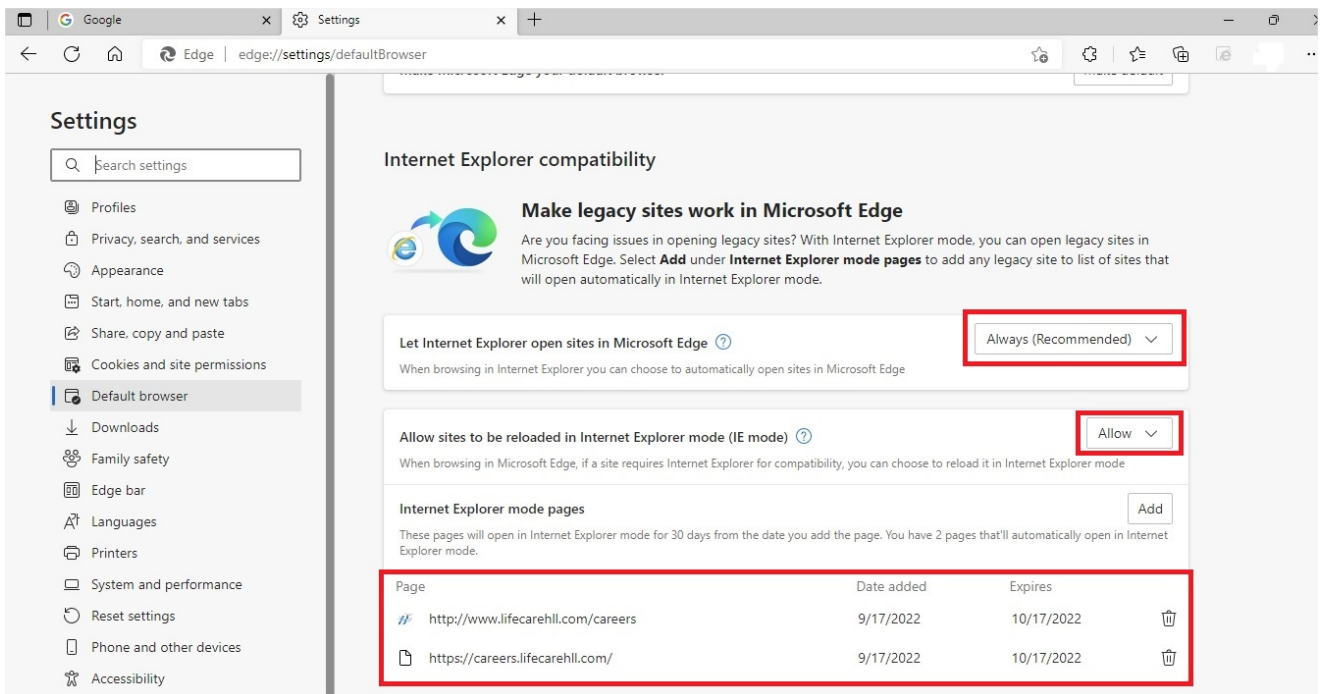 Google
Settings
Edge | edge://settings/defaultBrowser
Settings
Search settings
Profiles
Privacy, search, and services
Appearance
Start, home, and new tabs
Share, copy and paste
Cookies and site permissions
Default browser
Downloads
Family safety
Edge bar
Languages
Printers
System and performance
Reset settings
Phone and other devices
Accessibility
Internet Explorer compatibility
Make legacy sites work in Microsoft Edge
Are you facing issues in opening legacy sites? With Internet Explorer mode, you can open legacy sites in
Microsoft Edge. Select Add under Internet Explorer mode pages to add any legacy site to list of sites that
will open automatically in Internet Explorer mode.
Let Internet Explorer open sites in Microsoft Edge
Always (Recommended)
When browsing in Internet Explorer you can choose to automatically open sites in Microsoft Edge
Allow sites to be reloaded in Internet Explorer mode (IE mode)
Allow
When browsing in Microsoft Edge, if a site requires Internet Explorer for compatibility, you can choose to reload it in Internet Explorer mode
Internet Explorer mode pages
Add
These pages will open in Internet Explorer mode for 30 days from the date you add the page. You have 2 pages that'll automatically open in Internet
Explorer mode.
Page Date added Expires
http://www.lifecarehll.com/careers 9/17/2022 10/17/2022
https://careers.lifecarehll.com/ 9/17/2022 10/17/2022